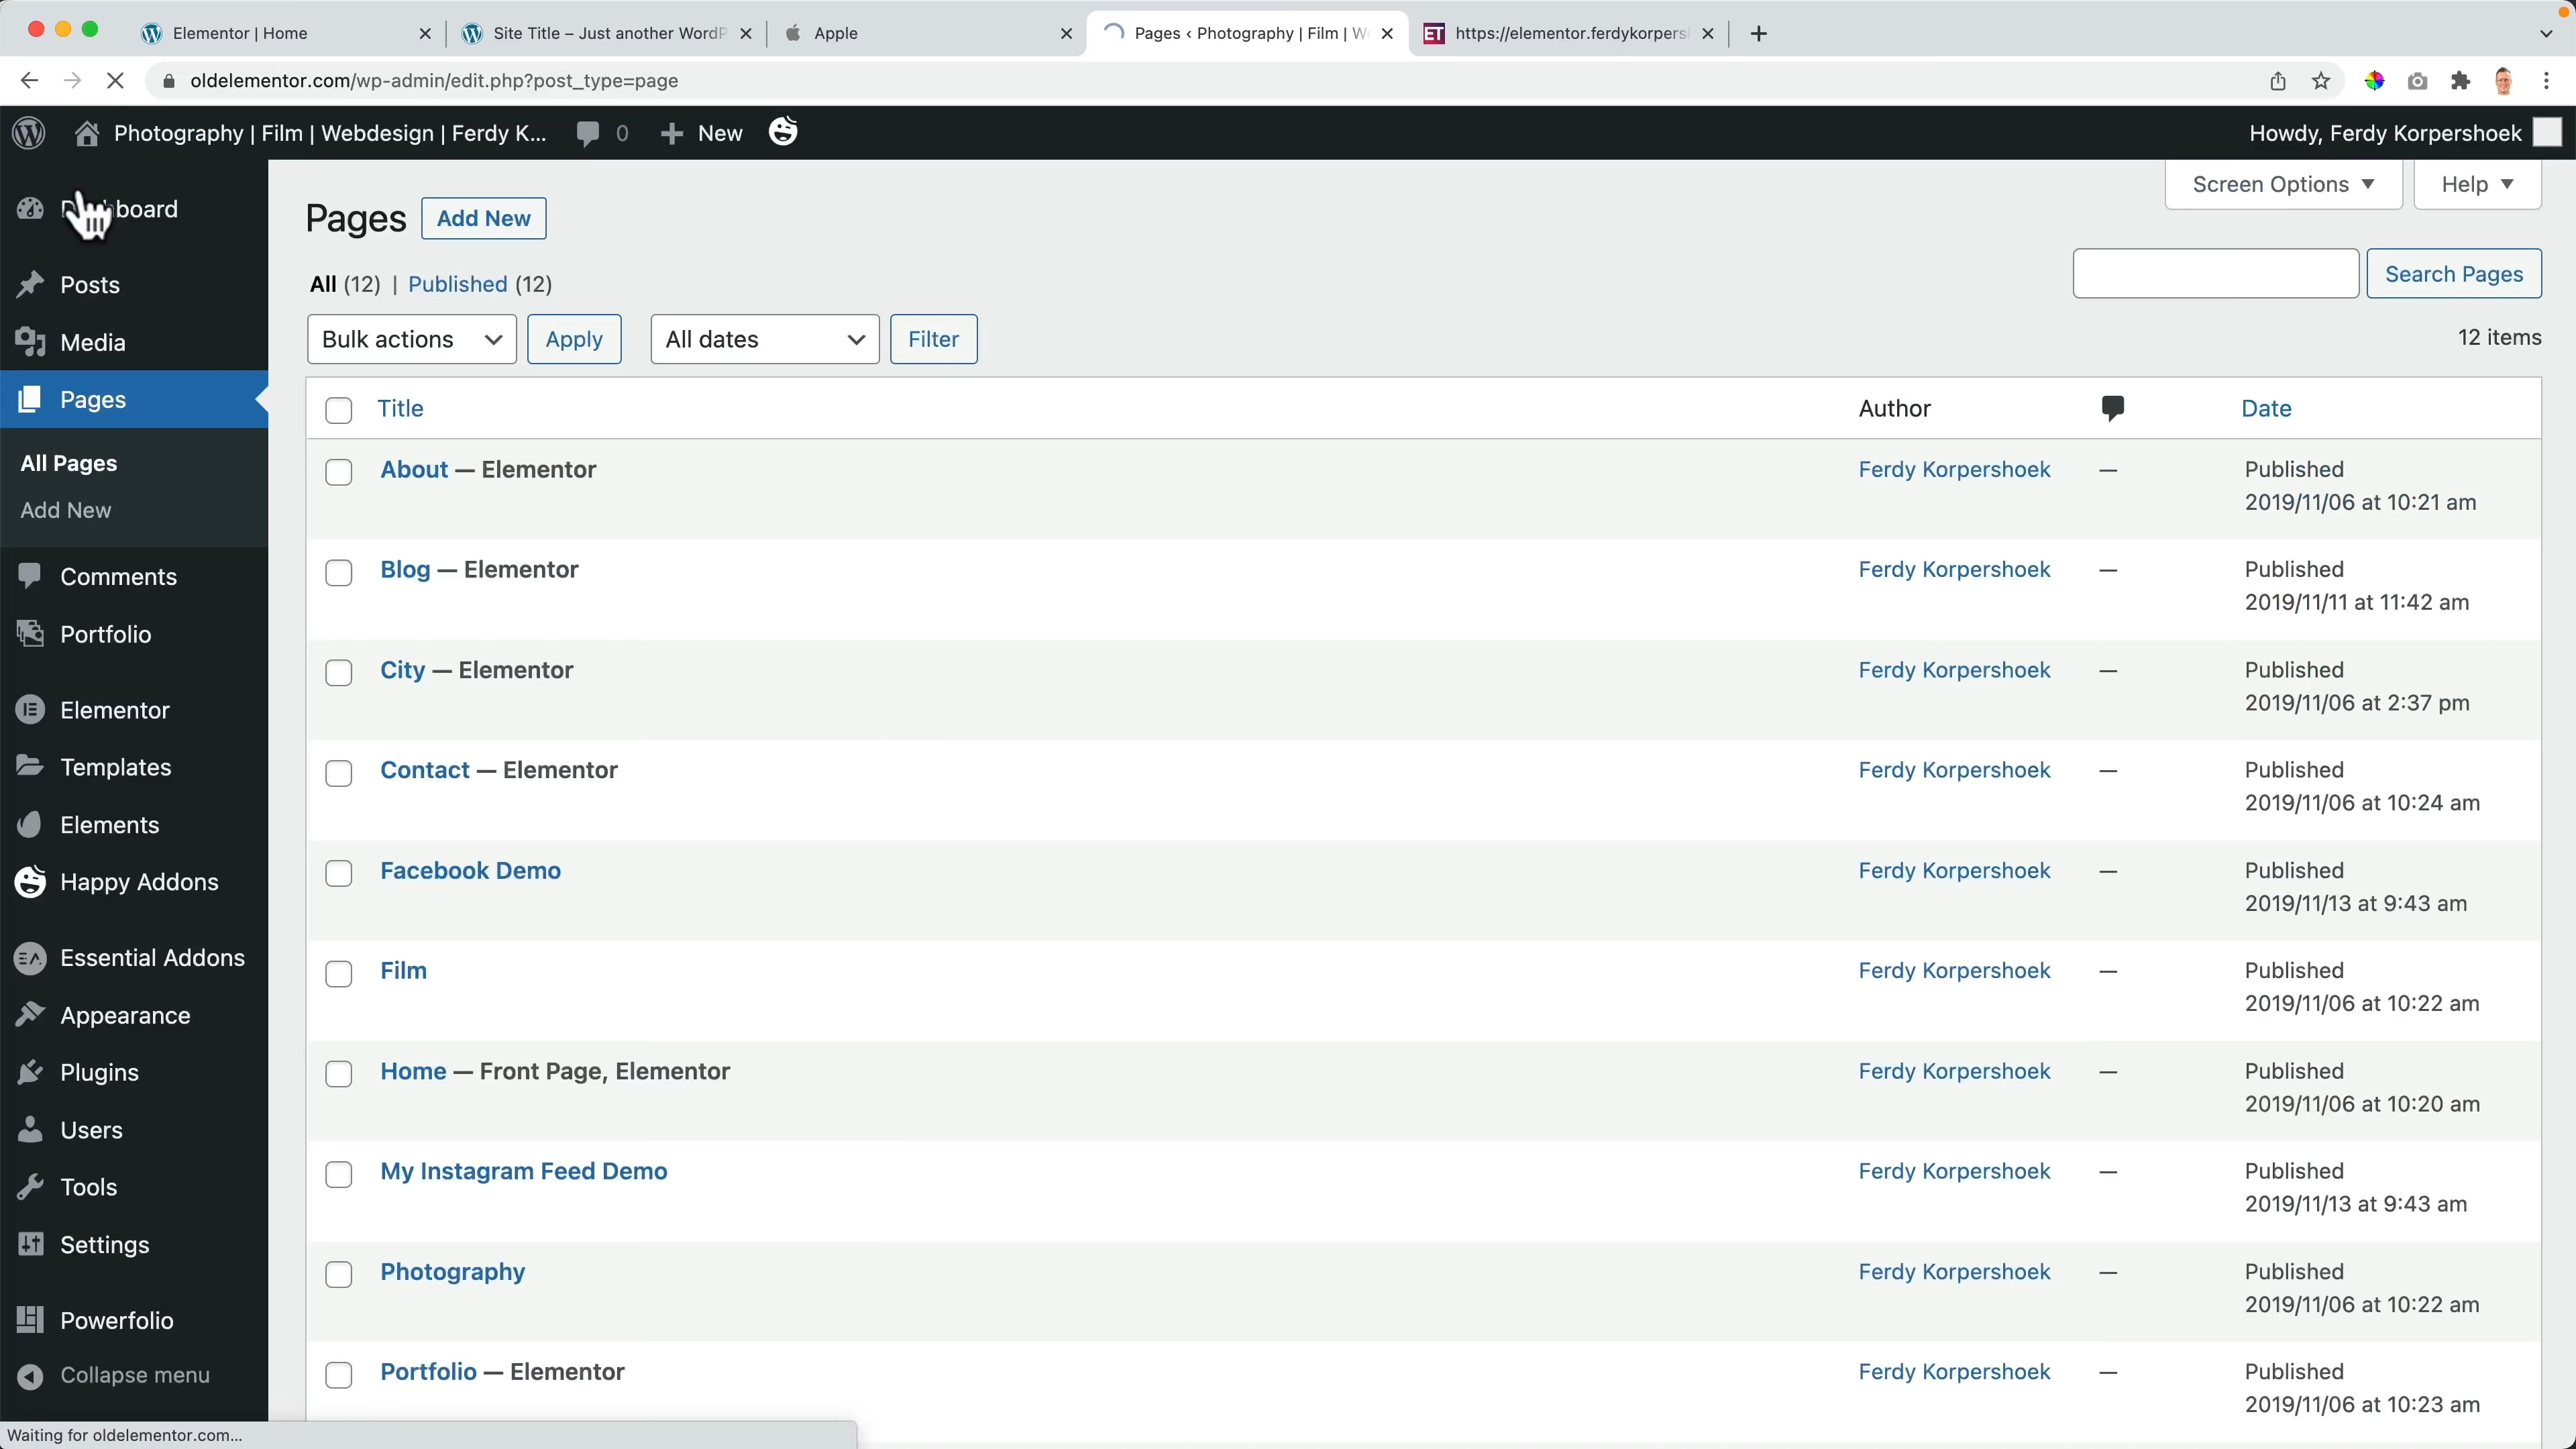 Elementor | Home
Site Title – Just another WordP
Apple
Pages ‹ Photography | Film | W
ET https://elementor.ferdykorpers
oldelementor.com/wp-admin/edit.php?post_type=page
Photography | Film | Webdesign | Ferdy K...
0
New
Howdy, Ferdy Korpershoek
Screen Options
Help
Posts
Media
Pages
All Pages
Add New
Comments
Portfolio
Elementor
Templates
Elements
Happy Addons
Essential Addons
Appearance
Plugins
Users
Tools
Settings
Powerfolio
Collapse menu
Pages Add New
All (12) | Published (12)
Search Pages
Bulk actions Apply All dates Filter
12 items
Title Author Date
About — Elementor Ferdy Korpershoek — Published
2019/11/06 at 10:21 am
Blog — Elementor Ferdy Korpershoek — Published
2019/11/11 at 11:42 am
City — Elementor Ferdy Korpershoek — Published
2019/11/06 at 2:37 pm
Contact — Elementor Ferdy Korpershoek — Published
2019/11/06 at 10:24 am
Facebook Demo Ferdy Korpershoek — Published
2019/11/13 at 9:43 am
Film Ferdy Korpershoek — Published
2019/11/06 at 10:22 am
Home — Front Page, Elementor Ferdy Korpershoek — Published
2019/11/06 at 10:20 am
My Instagram Feed Demo Ferdy Korpershoek — Published
2019/11/13 at 9:43 am
Photography Ferdy Korpershoek — Published
2019/11/06 at 10:22 am
Portfolio — Elementor Ferdy Korpershoek — Published
2019/11/06 at 10:23 am
Waiting for oldelementor.com...